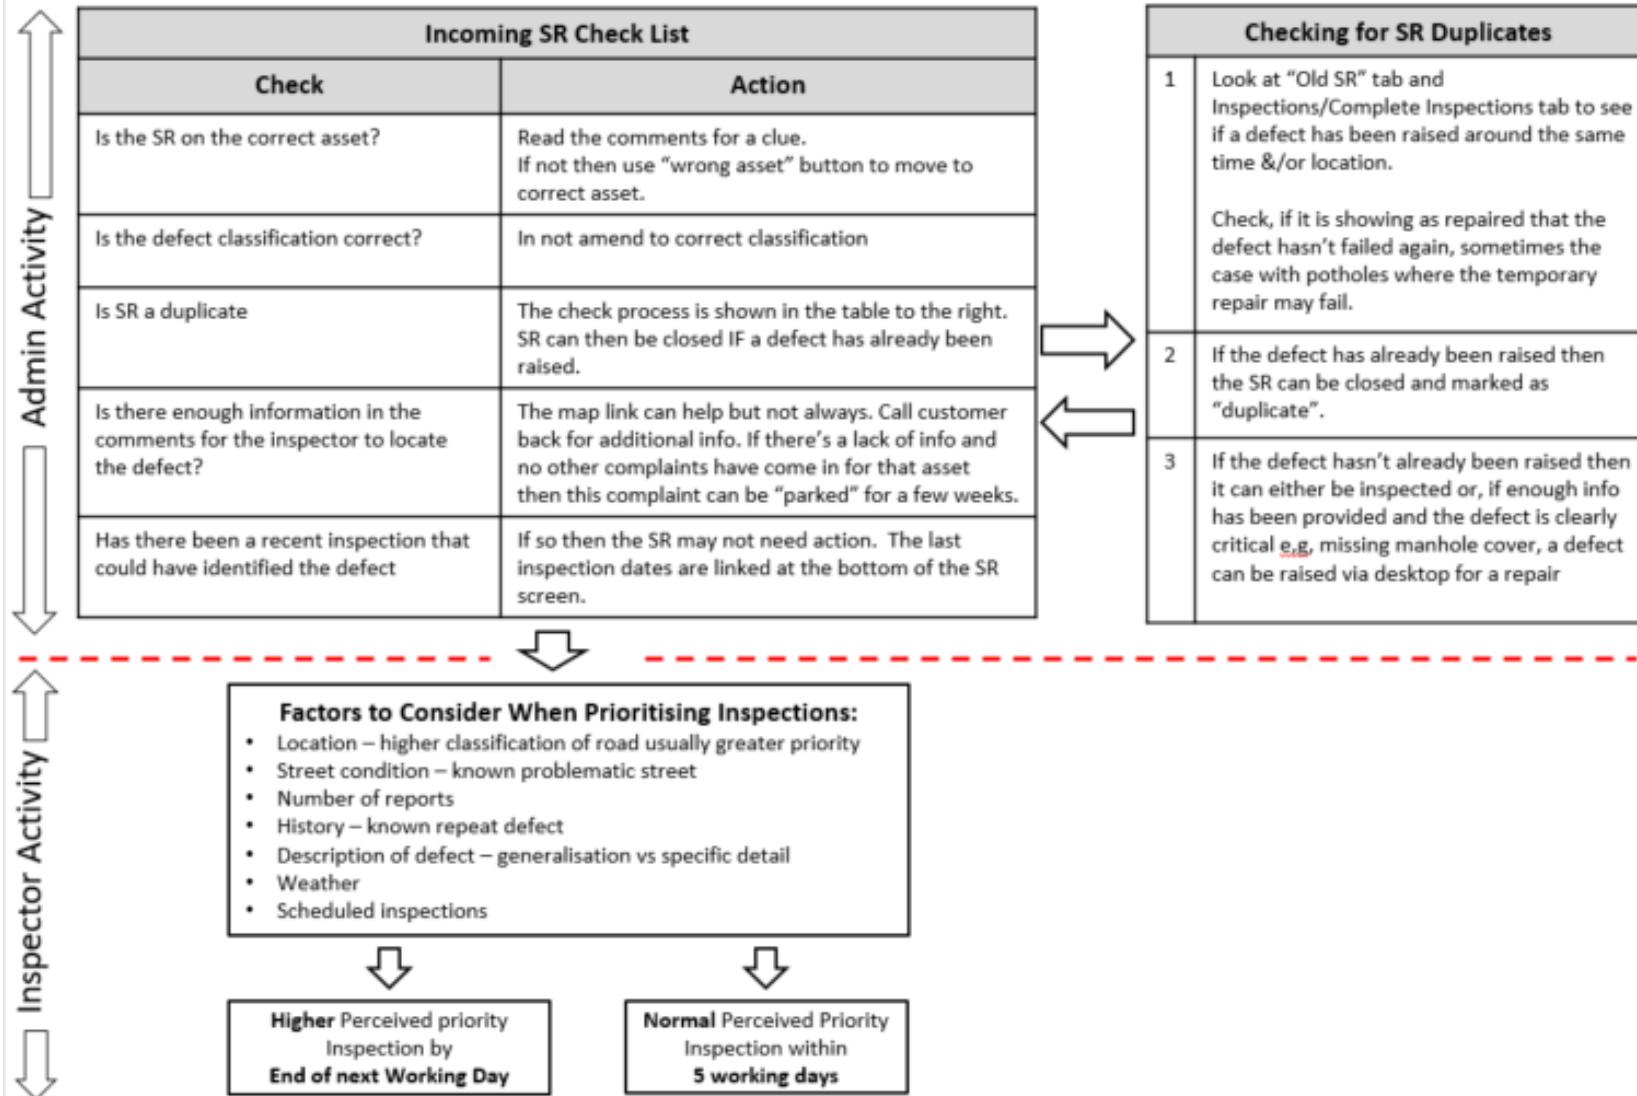 Incoming SR Check List
Check
Action
Is the SR on the correct asset?
Read the comments for a clue.
If not then use “wrong asset” button to move to
correct asset.
Is the defect classification correct?
In not amend to correct classification
Is SR a duplicate
The check process is shown in the table to the right.
SR can then be closed IF a defect has already been
raised.
Is there enough information in the
comments for the inspector to locate
the defect?
The map link can help but not always. Call customer
back for additional info. If there’s a lack of info and
no other complaints have come in for that asset
then this complaint can be “parked” for a few weeks.
Has there been a recent inspection that
could have identified the defect
If so then the SR may not need action.  The last
inspection dates are linked at the bottom of the SR
screen.
Checking for SR Duplicates
1
Look at “Old SR” tab and
Inspections/Complete Inspections tab to see
if a defect has been raised around the same
time &/or location.
Check, if it is showing as repaired that the
defect hasn’t failed again, sometimes the
case with potholes where the temporary
repair may fail.
2
If the defect has already been raised then
the SR can be closed and marked as
“duplicate”.
3
If the defect hasn’t already been raised then
it can either be inspected or, if enough info
has been provided and the defect is clearly
critical e,g, missing manhole cover, a defect
can be raised via desktop for a repair
Admin Activity
Inspector Activity
Factors to Consider When Prioritising Inspections:
• Location – higher classification of road usually greater priority
• Street condition – known problematic street
• Number of reports
• History – known repeat defect
• Description of defect – generalisation vs specific detail
• Weather
• Scheduled inspections
Higher Perceived priority
Inspection by
End of next Working Day
Normal Perceived Priority
Inspection within
5 working days